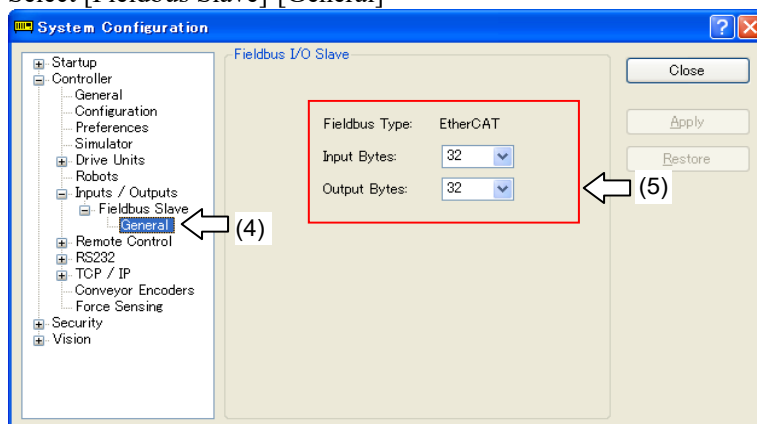 Select [Fieldbus Slave]-[General]
System Configuration
Startup
Controller
General
Configuration
Preferences
Simulator
Drive Units
Robots
Inputs / Outputs
Fieldbus Slave
General
Remote Control
RS232
TCP / IP
Conveyor Encoders
Force Sensing
Security
Vision
(4)
Fieldbus I/O Slave
Fieldbus Type: EtherCAT
Input Bytes: 32
Output Bytes: 32
(5)
Close
Apply
Restore